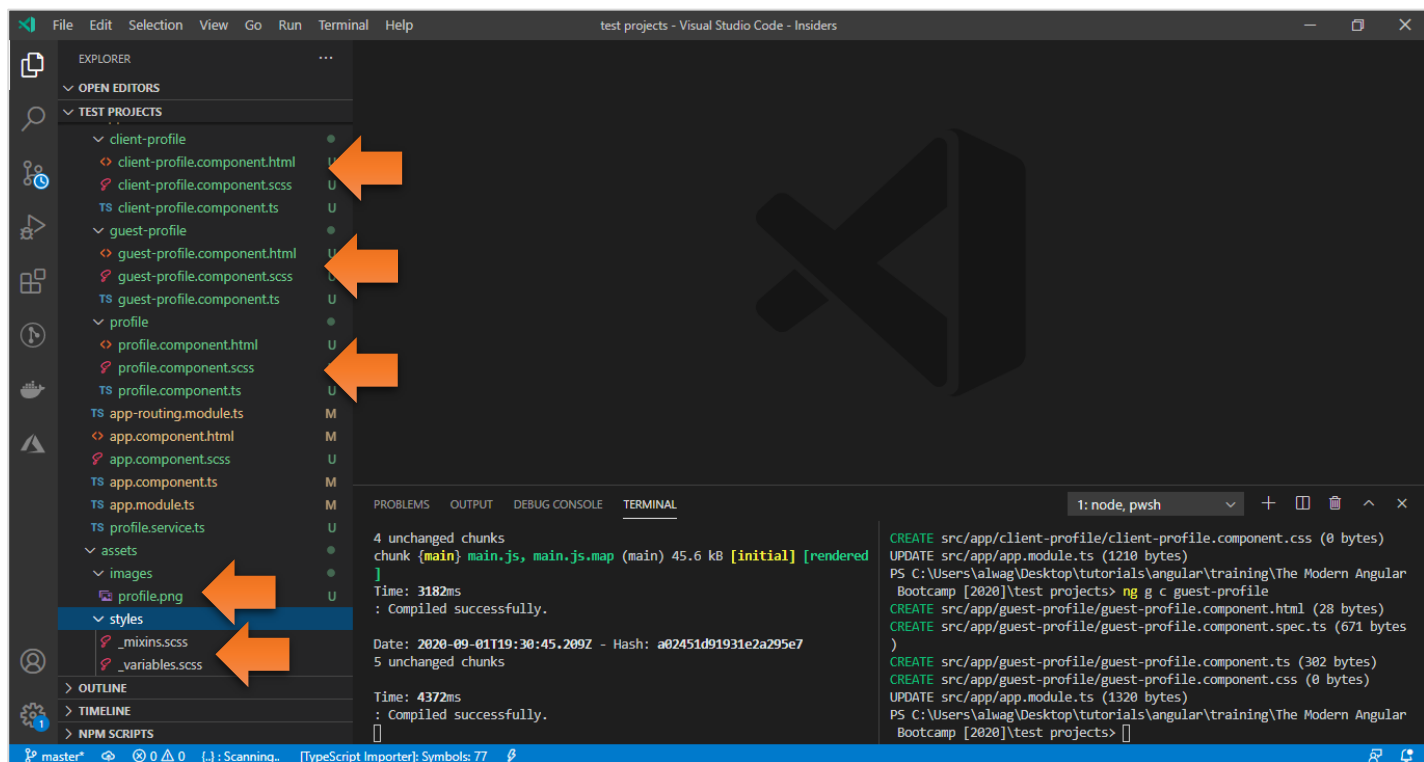 File Edit Selection View Go Run Terminal Help
test projects - Visual Studio Code - Insiders
EXPLORER
OPEN EDITORS
TEST PROJECTS
client-profile
client-profile.component.html
client-profile.component.scss U
TS client-profile.component.ts U
guest-profile
guest-profile.component.html
guest-profile.component.scss
TS guest-profile.component.ts U
profile
profile.component.html U
profile.component.scss
TS profile.component.ts U
TS app-routing.module.ts M
app.component.html M
app.component.scss U
TS app.component.ts M
TS app.module.ts M
TS profile.service.ts U
assets
images
profile.png U
styles
_mixins.scss
_variables.scss
OUTLINE
TIMELINE
NPM SCRIPTS
PROBLEMS OUTPUT DEBUG CONSOLE TERMINAL
1: node, pwsh
4 unchanged chunks
chunk {main} main.js, main.js.map (main) 45.6 kB [initial] [rendered
]
Time: 3182ms
: Compiled successfully.
Date: 2020-09-01T19:30:45.209Z - Hash: a02451d91931e2a295e7
5 unchanged chunks
Time: 4372ms
: Compiled successfully.
CREATE src/app/client-profile/client-profile.component.css (0 bytes)
UPDATE src/app/app.module.ts (1210 bytes)
PS C:\Users\alwag\Desktop\tutorials\angular\training\The Modern Angular
Bootcamp [2020]\test projects> ng g c guest-profile
CREATE src/app/guest-profile/guest-profile.component.html (28 bytes)
CREATE src/app/guest-profile/guest-profile.component.spec.ts (671 bytes
)
CREATE src/app/guest-profile/guest-profile.component.ts (302 bytes)
CREATE src/app/guest-profile/guest-profile.component.css (0 bytes)
UPDATE src/app/app.module.ts (1320 bytes)
PS C:\Users\alwag\Desktop\tutorials\angular\training\The Modern Angular
Bootcamp [2020]\test projects>
1
master* 0 0 {..} : Scanning.. [TypeScript Importer]: Symbols: 77